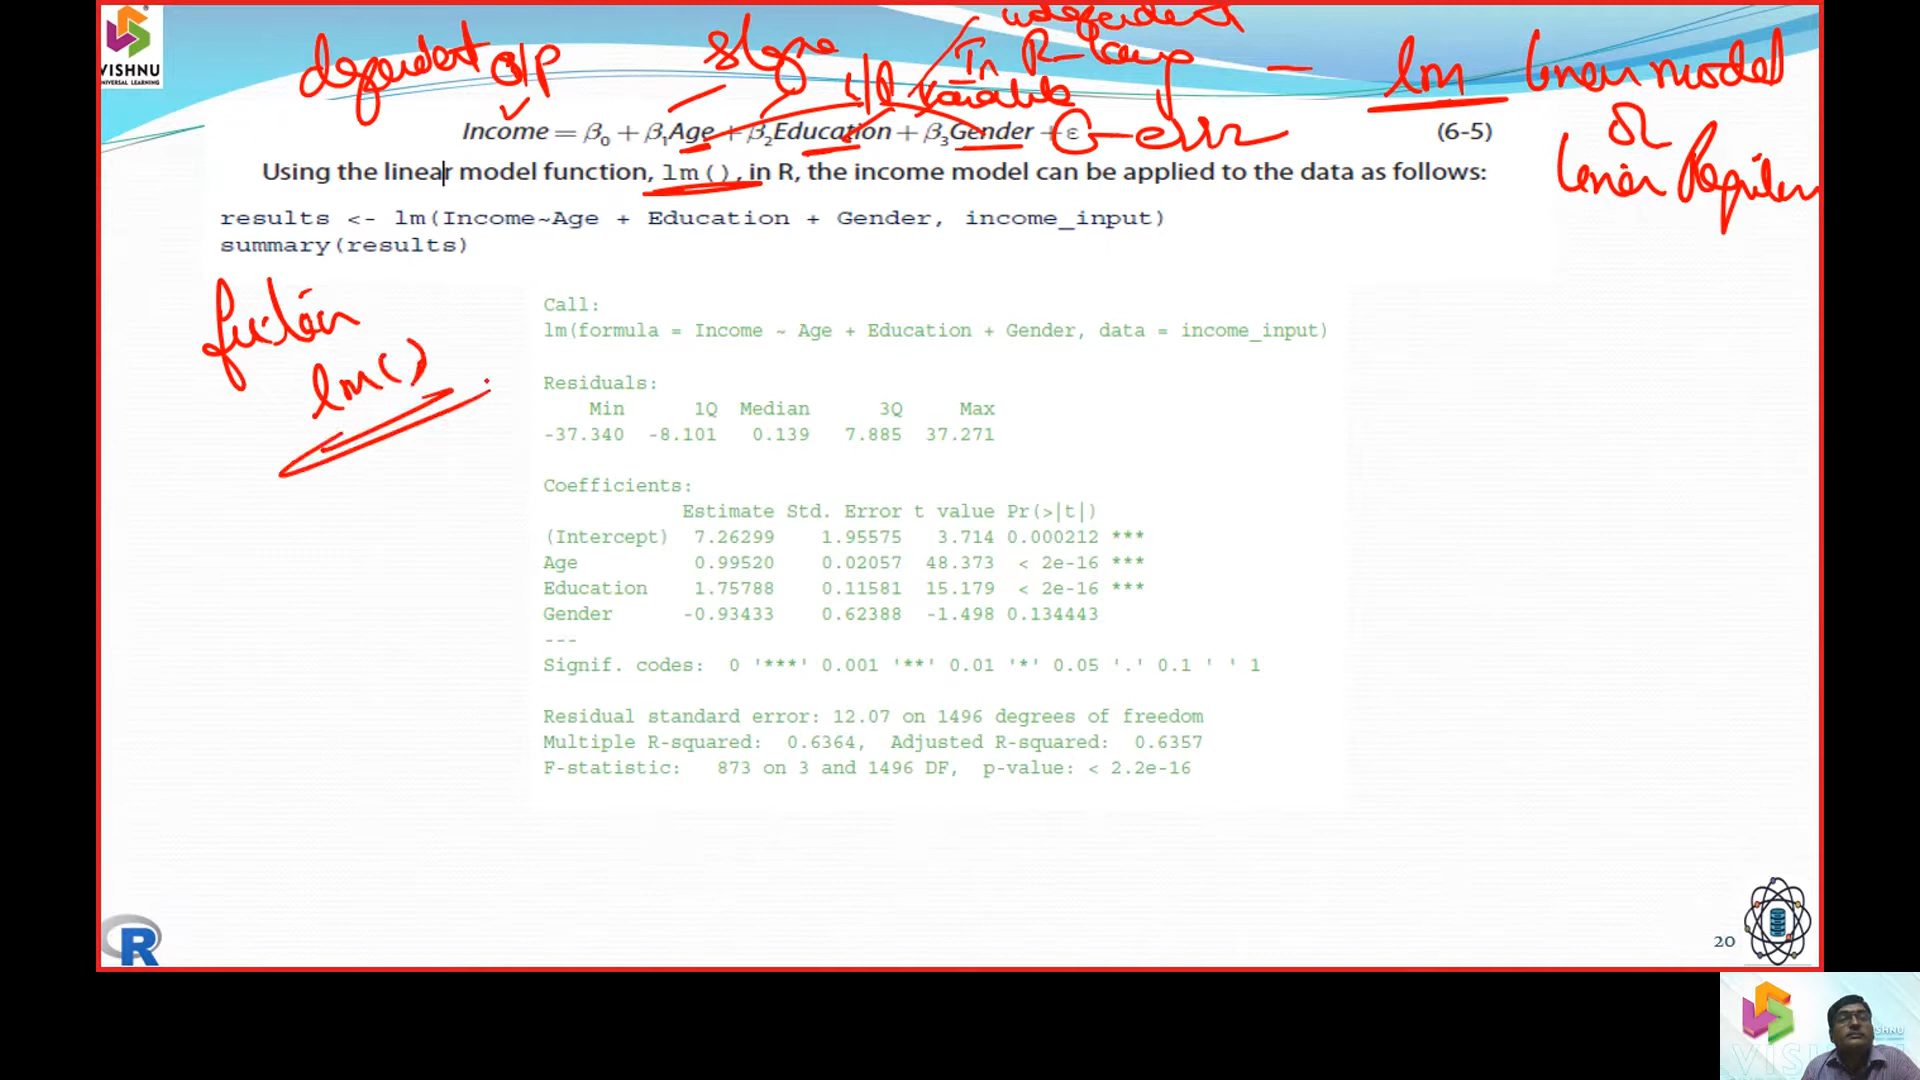 VISHNU
UNIVERSAL LEARNING
dependent o/p
slope
i/p
independent
variable
In R-lang – lm linear model
or
linear Regression
Income = β0 + β1Age + β2Education + β3Gender + ε (6-5)
Є-error
Using the linear model function, lm(), in R, the income model can be applied to the data as follows:
results <- lm(Income~Age + Education + Gender, income_input)
summary(results)
function
lm()
Call:
lm(formula = Income ~ Age + Education + Gender, data = income_input)
Residuals:
Min 1Q Median 3Q Max
-37.340 -8.101 0.139 7.885 37.271
Coefficients:
Estimate Std. Error t value Pr(>|t|)
(Intercept) 7.26299 1.95575 3.714 0.000212 ***
Age 0.99520 0.02057 48.373 < 2e-16 ***
Education 1.75788 0.11581 15.179 < 2e-16 ***
Gender -0.93433 0.62388 -1.498 0.134443
---
Signif. codes: 0 '***' 0.001 '**' 0.01 '*' 0.05 '.' 0.1 ' ' 1
Residual standard error: 12.07 on 1496 degrees of freedom
Multiple R-squared: 0.6364, Adjusted R-squared: 0.6357
F-statistic: 873 on 3 and 1496 DF, p-value: < 2.2e-16
R
20